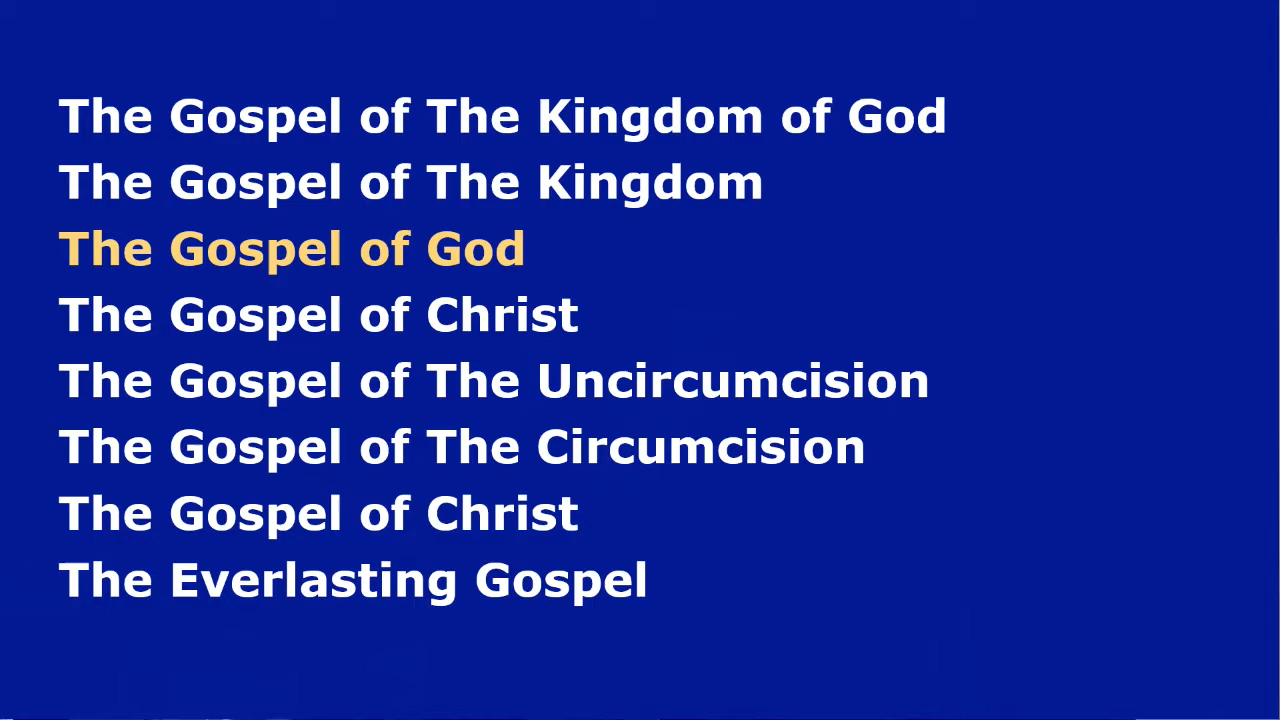 The Gospel of The Kingdom of God
The Gospel of The Kingdom
The Gospel of God
The Gospel of Christ
The Gospel of The Uncircumcision
The Gospel of The Circumcision
The Gospel of Christ
The Everlasting Gospel